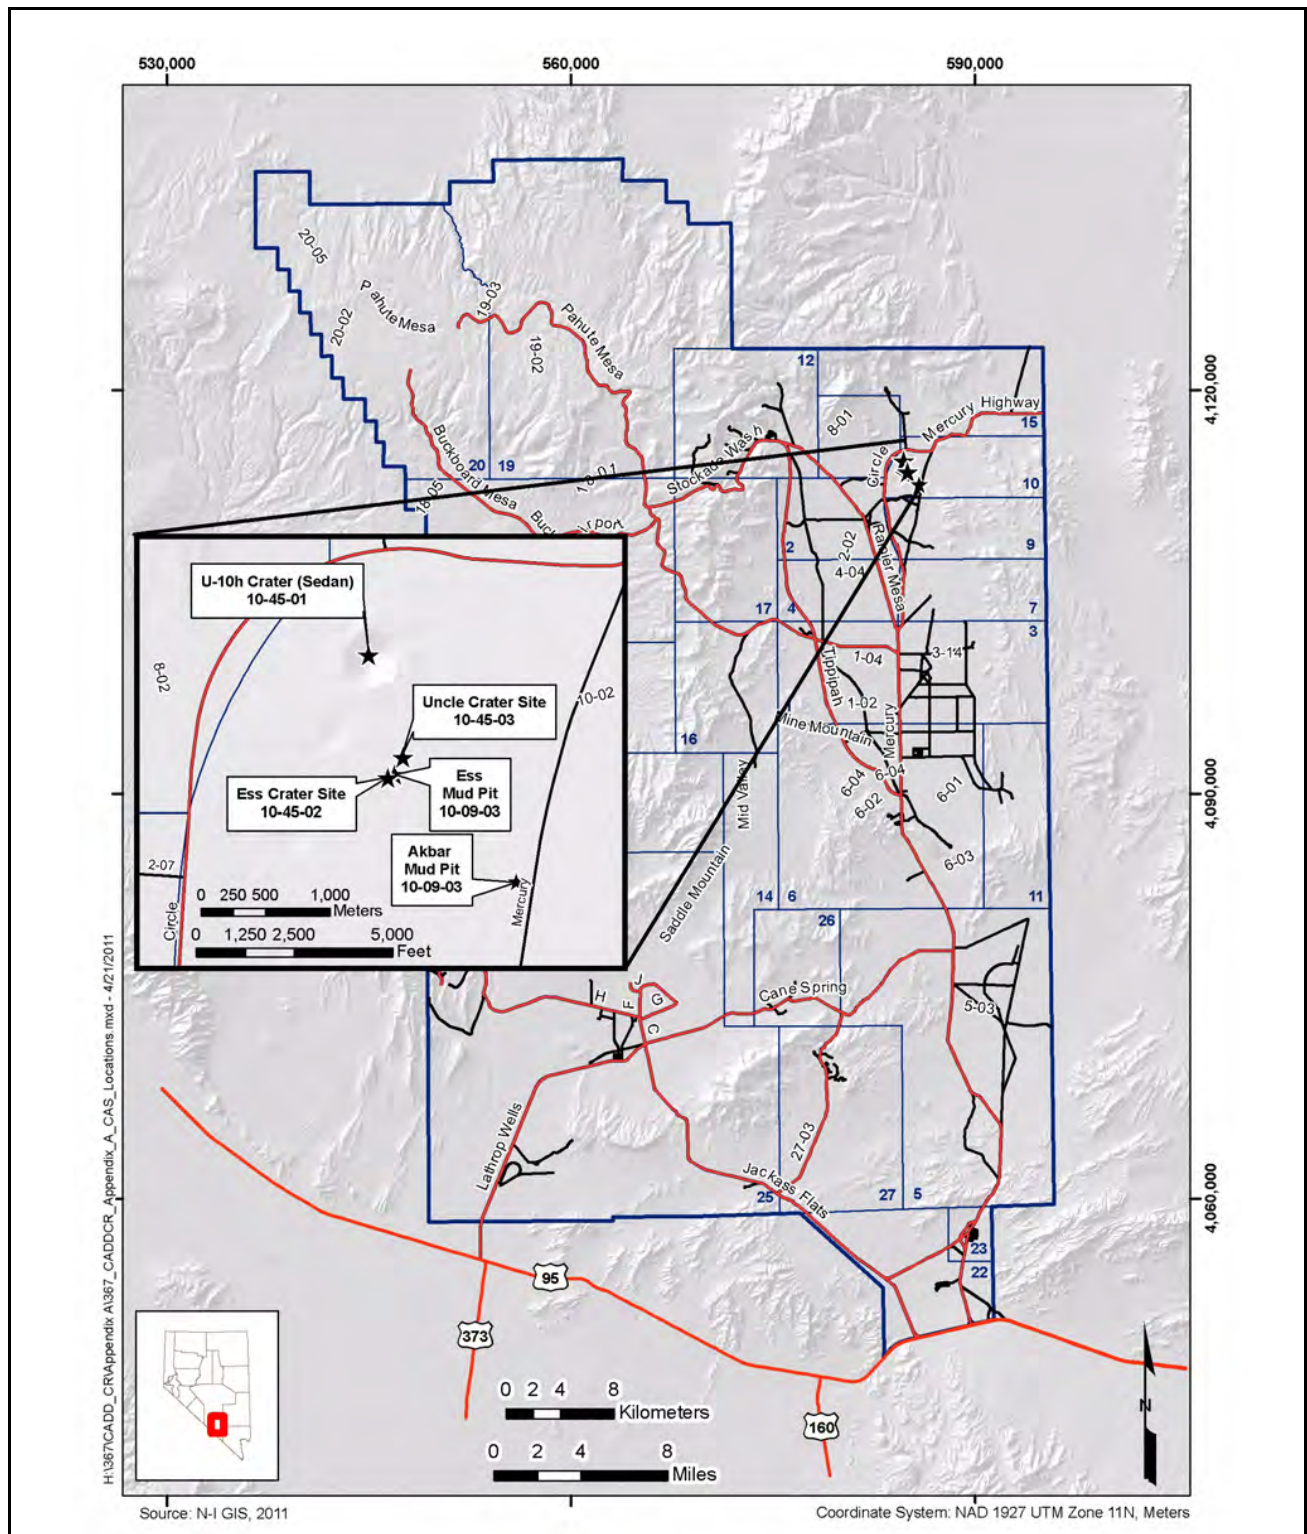 530,000
560,000
590,000
4,120,000
4,090,000
4,060,000
20-05
20-02
Pahute Mesa
19-03
Pahute Mesa
19-02
12
8-01
Mercury Highway
15
Circle
10
Buckboard Mesa
20
19
18-01
Stockade Wash
18-05
Airport
2
2-02
4-04
Rainier Mesa
9
7
17
4
3
1-04
3-14
Tippipah
1-02
Mercury
Mine Mountain
16
Mid Valley
6-04
6-04
6-02
6-01
6-03
Saddle Mountain
14
6
11
26
U-10h Crater (Sedan)
10-45-01
8-02
10-02
Uncle Crater Site
10-45-03
Ess Crater Site
10-45-02
Ess
Mud Pit
10-09-03
Akbar
Mud Pit
10-09-03
2-07
Circle
Mercury
0 250 500 1,000
Meters
0 1,250 2,500 5,000
Feet
H
J
F
G
C
Cane Spring
5-03
Lathrop Wells
27-03
Jackass Flats
25
27
5
23
22
95
373
160
0 2 4 8
Kilometers
0 2 4 8
Miles
N
H:\367\CADD_CR\Appendix A\367_CADDCR_Appendix_A_CAS_Locations.mxd - 4/21/2011
Source: N-I GIS, 2011
Coordinate System: NAD 1927 UTM Zone 11N, Meters